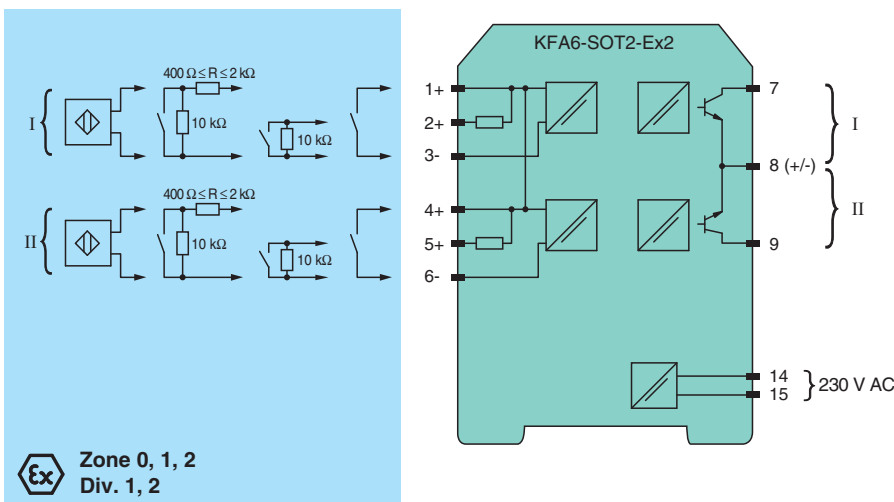 KFA6-SOT2-Ex2
400 Ω ≤ R ≤ 2 kΩ
I
10 kΩ
10 kΩ
400 Ω ≤ R ≤ 2 kΩ
II
10 kΩ
10 kΩ
1+
2+
3-
4+
5+
6-
7
I
8 (+/-)
II
9
14
15
230 V AC
Ex
Zone 0, 1, 2
Div. 1, 2